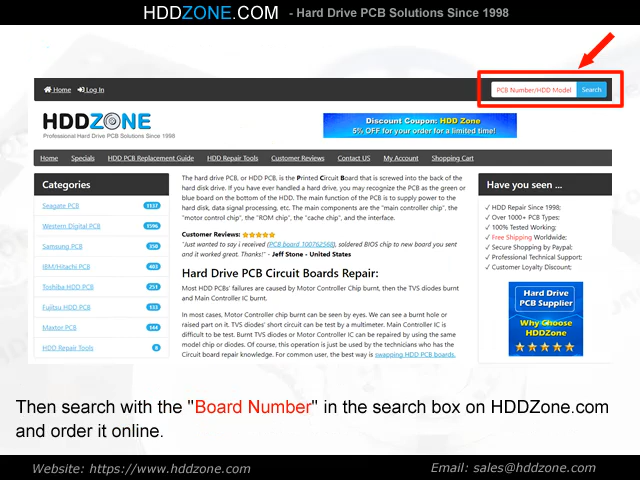 HDDZONE.COM - Hard Drive PCB Solutions Since 1998
Home Log In
PCB Number/HDD Model Search
HDDZONE
Professional Hard Drive PCB Solutions Since 1998
Discount Coupon: HDD Zone
5% OFF for your order for a limited time!
Home Specials HDD PCB Replacement Guide HDD Repair Tools Customer Reviews Contact US My Account Shopping Cart
Categories
Seagate PCB 1137
Western Digital PCB 1596
Samsung PCB 350
IBM/Hitachi PCB 403
Toshiba HDD PCB 251
Fujitsu HDD PCB 133
Maxtor PCB 144
HDD Repair Tools
The hard drive PCB, or HDD PCB, is the Printed Circuit Board that is screwed into the back of the
hard disk drive. If you have ever handled a hard drive, you may recognize the PCB as the green or
blue board on the bottom of the HDD. The main function of the PCB is to supply power to the
hard disk, data signal processing, etc. The main components are the "main controller chip", the
"motor control chip", the "ROM chip", the "cache chip", and the interface.
Customer Reviews:
"Just wanted to say i received (PCB board 100762568), soldered BIOS chip to new board you sent
and it worked great. Thanks!" - Jeff Stone - United States
Hard Drive PCB Circuit Boards Repair:
Most HDD PCBs' failures are caused by Motor Controller Chip burnt, then the TVS diodes burnt
and Main Controller IC burnt.
In most cases, Motor Controller chip burnt can be seen by eyes. We can see a burnt hole or
raised part on it. TVS diodes' short circuit can be test by a multimeter. Main Controller IC is
difficult to be test. Burnt TVS Diodes or Motor Controller IC can be repaired by using the same
model chip or diodes. Of course, this operation is just be used by the technicians who has the
Circuit board repair knowledge. For common user, the best way is swapping HDD PCB boards.
Have you seen ...
✓ HDD Repair Since 1998:
✓ Over 1000+ PCB Types:
✓ 100% Tested Working:
✓ Free Shipping Worldwide:
✓ Secure Shopping by Paypal:
✓ Professional Technical Support:
✓ Customer Loyalty Discount:
Hard Drive
PCB Supplier
Why Choose
HDDZone
Then search with the "Board Number" in the search box on HDDZone.com
and order it online.
Website: https://www.hddzone.com Email: sales@hddzone.com